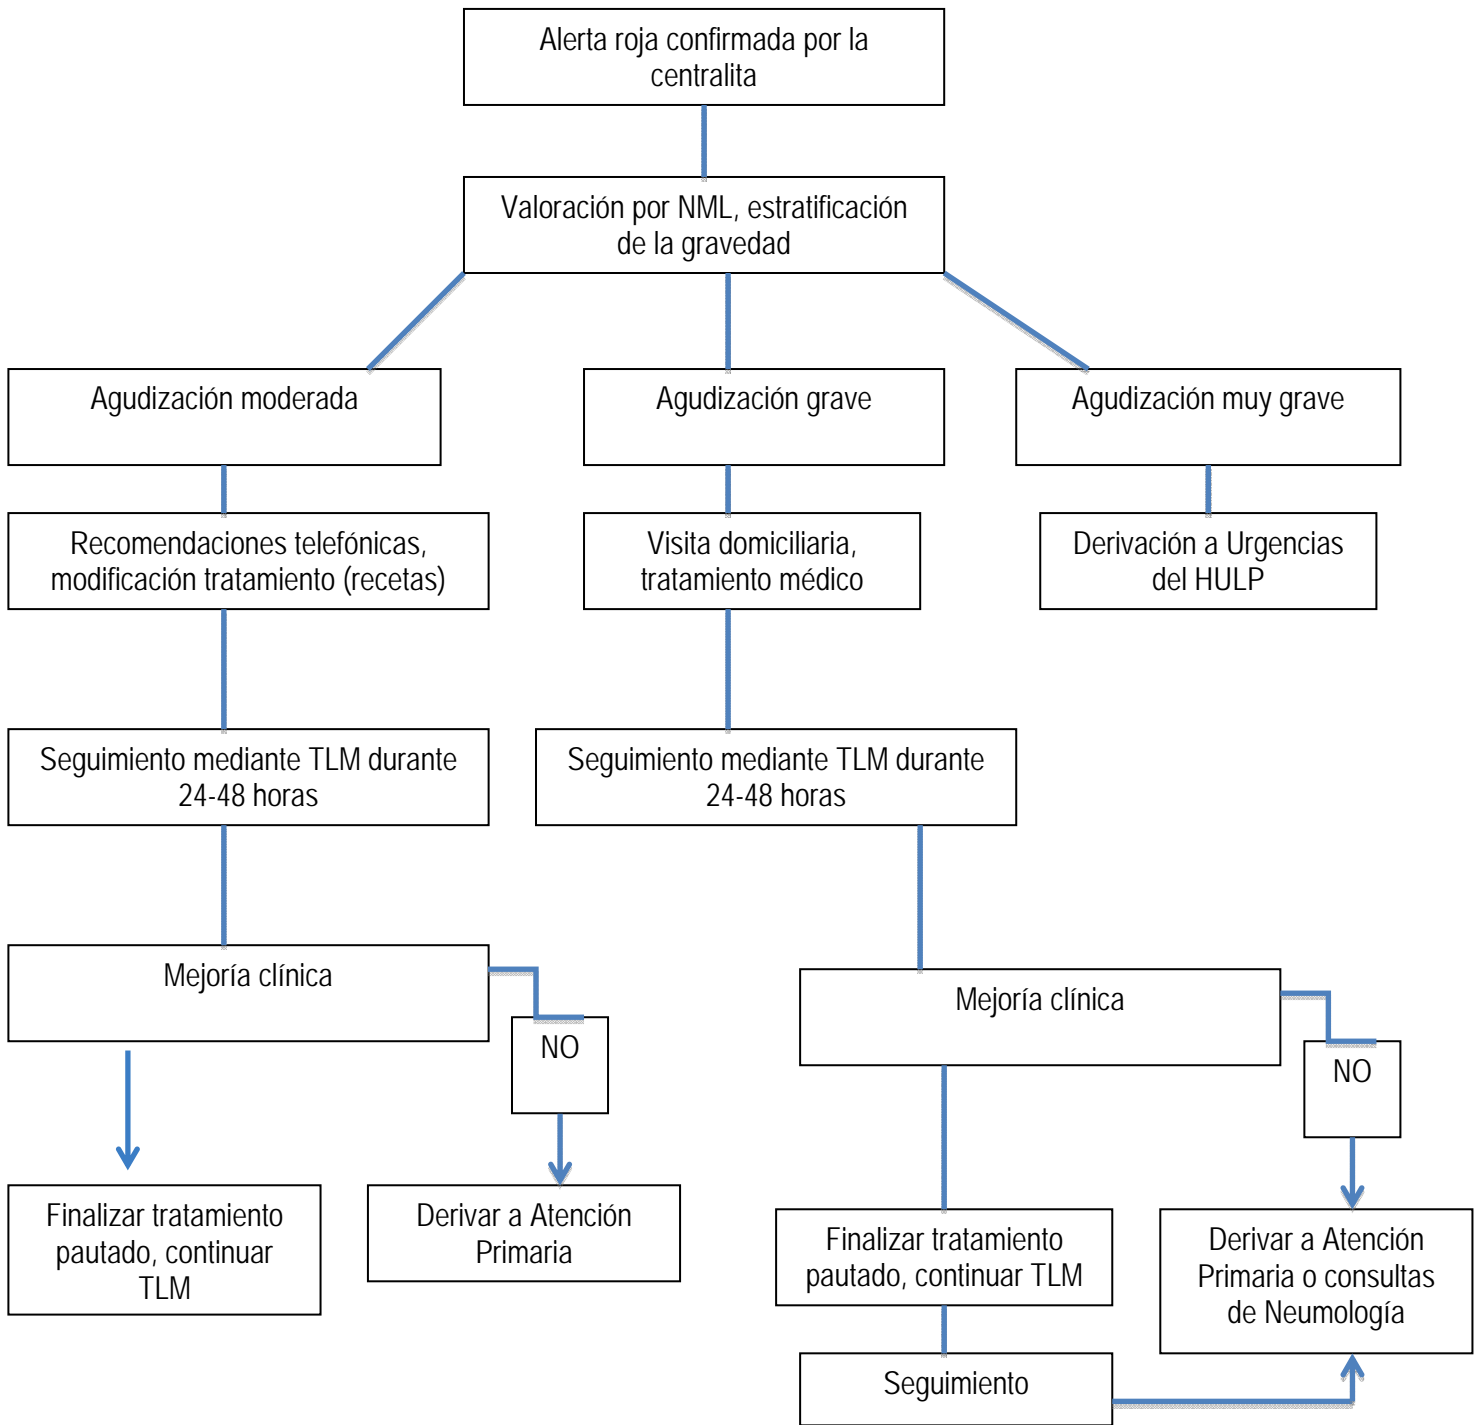 Alerta roja confirmada por la
centralita
Valoración por NML, estratificación
de la gravedad
Agudización moderada
Agudización grave
Agudización muy grave
Recomendaciones telefónicas,
modificación tratamiento (recetas)
Visita domiciliaria,
tratamiento médico
Derivación a Urgencias
del HULP
Seguimiento mediante TLM durante
24-48 horas
Seguimiento mediante TLM durante
24-48 horas
Mejoría clínica
NO
Mejoría clínica
NO
Finalizar tratamiento
pautado, continuar
TLM
Derivar a Atención
Primaria
Finalizar tratamiento
pautado, continuar TLM
Derivar a Atención
Primaria o consultas
de Neumología
Seguimiento